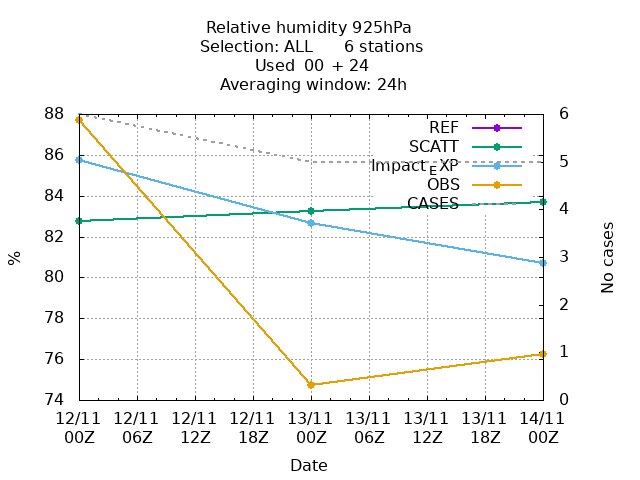 Relative humidity 925hPa
Selection: ALL 6 stations
Used 00 + 24
Averaging window: 24h
88
86
84
82
80
78
76
74
%
REF
SCATT
Impact EXP
OBS
CASES
6
5
4
3
2
1
0
No cases
12/11 12/11 12/11 12/11 13/11 13/11 13/11 13/11 14/11
00Z 06Z 12Z 18Z 00Z 06Z 12Z 18Z 00Z
Date